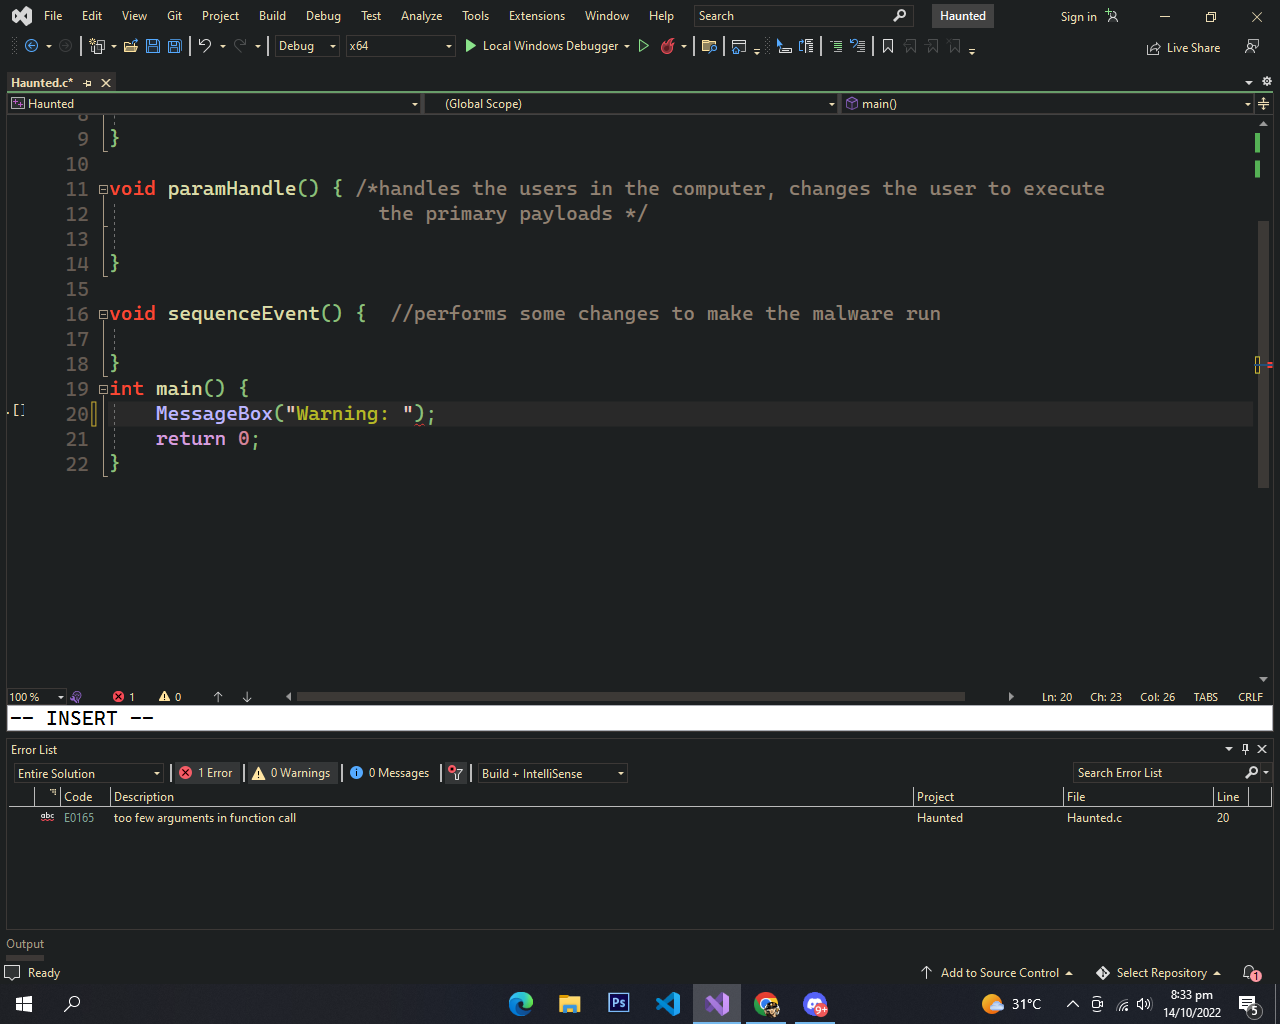 File Edit View Git Project Build Debug Test Analyze Tools Extensions Window Help Search Haunted Sign in
Debug x64 Local Windows Debugger Live Share
Haunted.c*
Haunted (Global Scope) main()
8
9 }
10
11 void paramHandle() { /*handles the users in the computer, changes the user to execute
12 the primary payloads */
13
14 }
15
16 void sequenceEvent() { //performs some changes to make the malware run
17
18 }
19 int main() {
20 MessageBox("Warning: ");
21 return 0;
22 }
100 % 1 0 Ln: 20 Ch: 23 Col: 26 TABS CRLF
-- INSERT --
Error List
Entire Solution 1 Error 0 Warnings 0 Messages Build + IntelliSense Search Error List
Code Description Project File Line
abc E0165 too few arguments in function call Haunted Haunted.c 20
Output
Ready Add to Source Control Select Repository 1
Ps 9+ 31°C 8:33 pm
14/10/2022 5